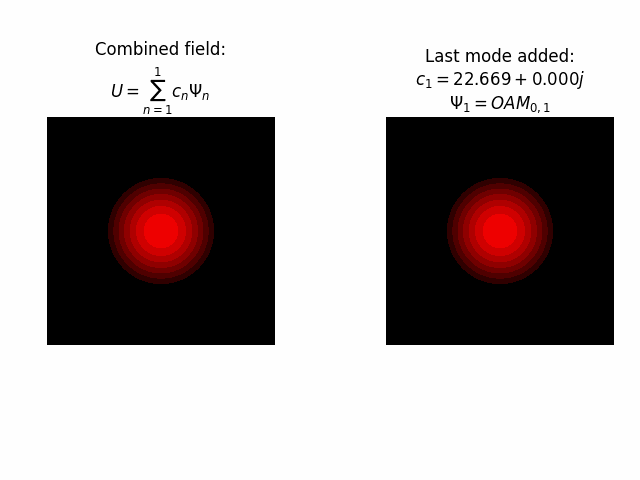 Combined field:
$U = \sum_{n=1}^{1} c_n \Psi_n$
Last mode added:
$c_1 = 22.669 + 0.000j$
$\Psi_1 = OAM_{0,1}$